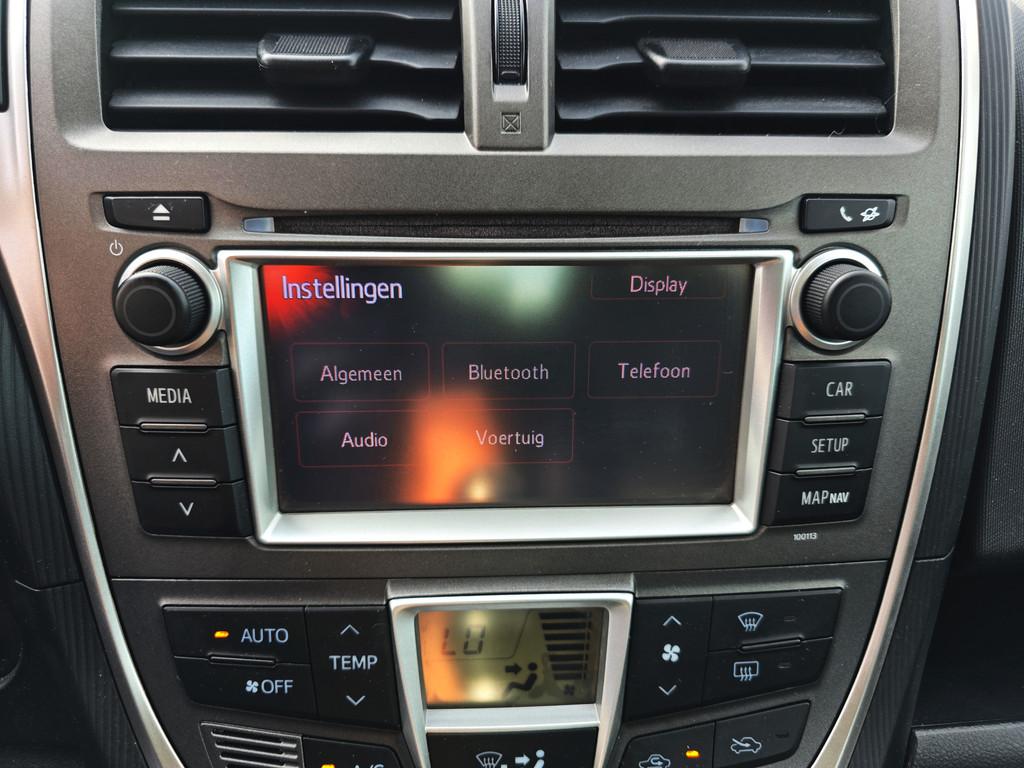 Instellingen
Display
Algemeen
Bluetooth
Telefoon
Audio
Voertuig
MEDIA
CAR
SETUP
MAP NAV
100113
AUTO
OFF
TEMP
LO
A/C